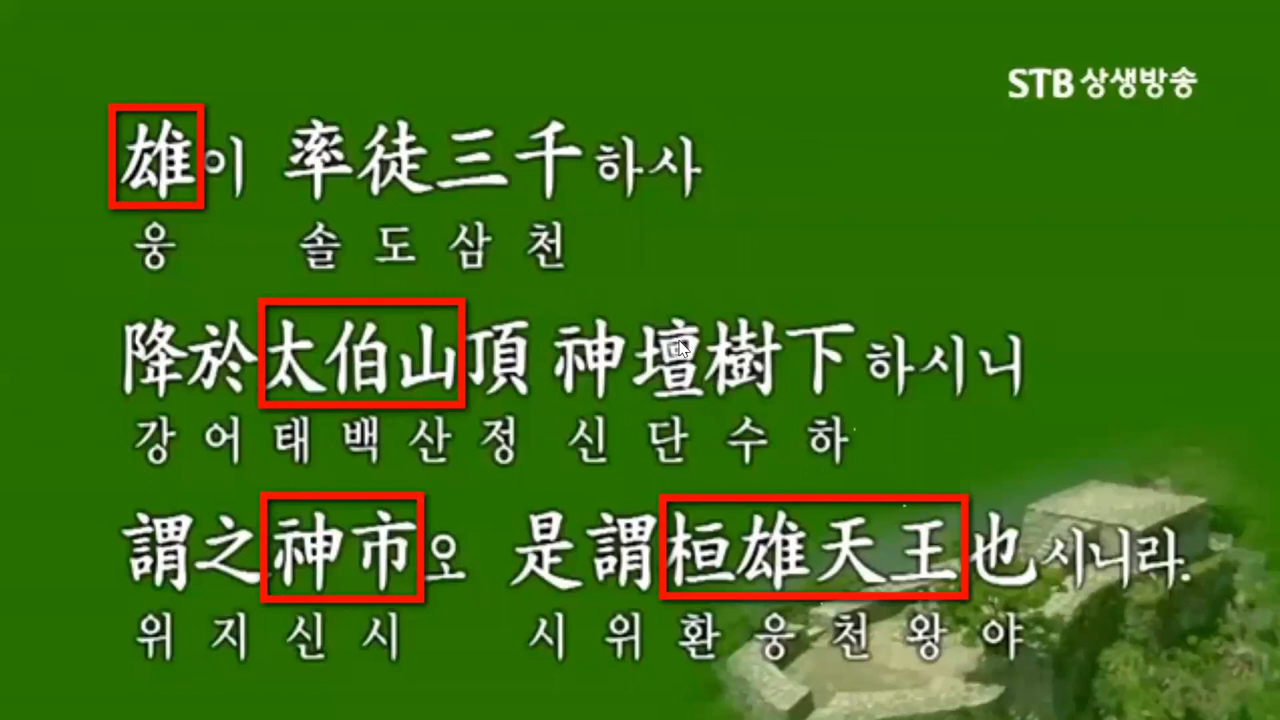 STB 상생방송
雄이 率徒三千하사
웅 솔도삼천
降於太伯山頂 神壇樹下하시니
강어태백산정 신단수하
謂之神市오 是謂桓雄天王也시니라.
위지신시 시위환웅천왕야